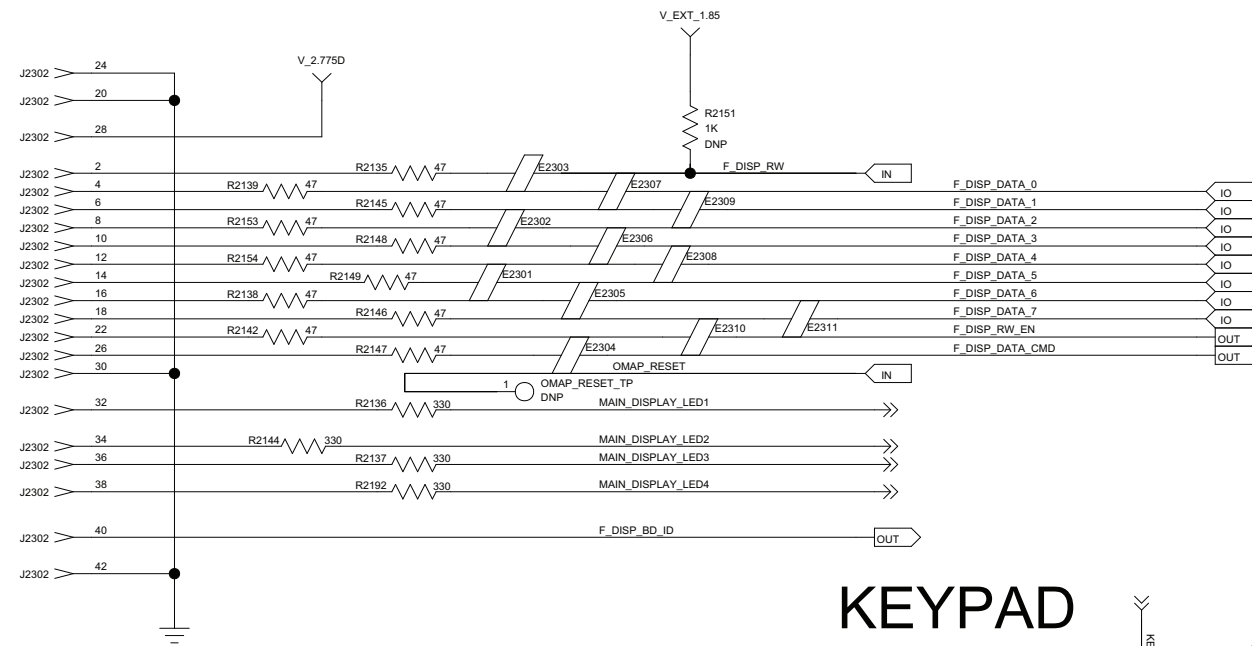 V_EXT_1.85
V_2.775D
J2302 24
J2302 20
R2151
1K
DNP
J2302 28
J2302 2 R2135 47 E2303 F_DISP_RW IN
J2302 4 R2139 47 E2307 F_DISP_DATA_0 IO
J2302 6 R2145 47 E2309 F_DISP_DATA_1 IO
J2302 8 R2153 47 E2302 F_DISP_DATA_2 IO
J2302 10 R2148 47 E2306 F_DISP_DATA_3 IO
J2302 12 R2154 47 E2308 F_DISP_DATA_4 IO
J2302 14 R2149 47 E2301 F_DISP_DATA_5 IO
J2302 16 R2138 47 E2305 F_DISP_DATA_6 IO
J2302 18 R2146 47 F_DISP_DATA_7 IO
J2302 22 R2142 47 E2310 E2311 F_DISP_RW_EN OUT
J2302 26 R2147 47 E2304 F_DISP_DATA_CMD OUT
J2302 30 OMAP_RESET IN
1 OMAP_RESET_TP
DNP
J2302 32 R2136 330 MAIN_DISPLAY_LED1
J2302 34 R2144 330 MAIN_DISPLAY_LED2
J2302 36 R2137 330 MAIN_DISPLAY_LED3
J2302 38 R2192 330 MAIN_DISPLAY_LED4
J2302 40 F_DISP_BD_ID OUT
J2302 42
KEYPAD
KE